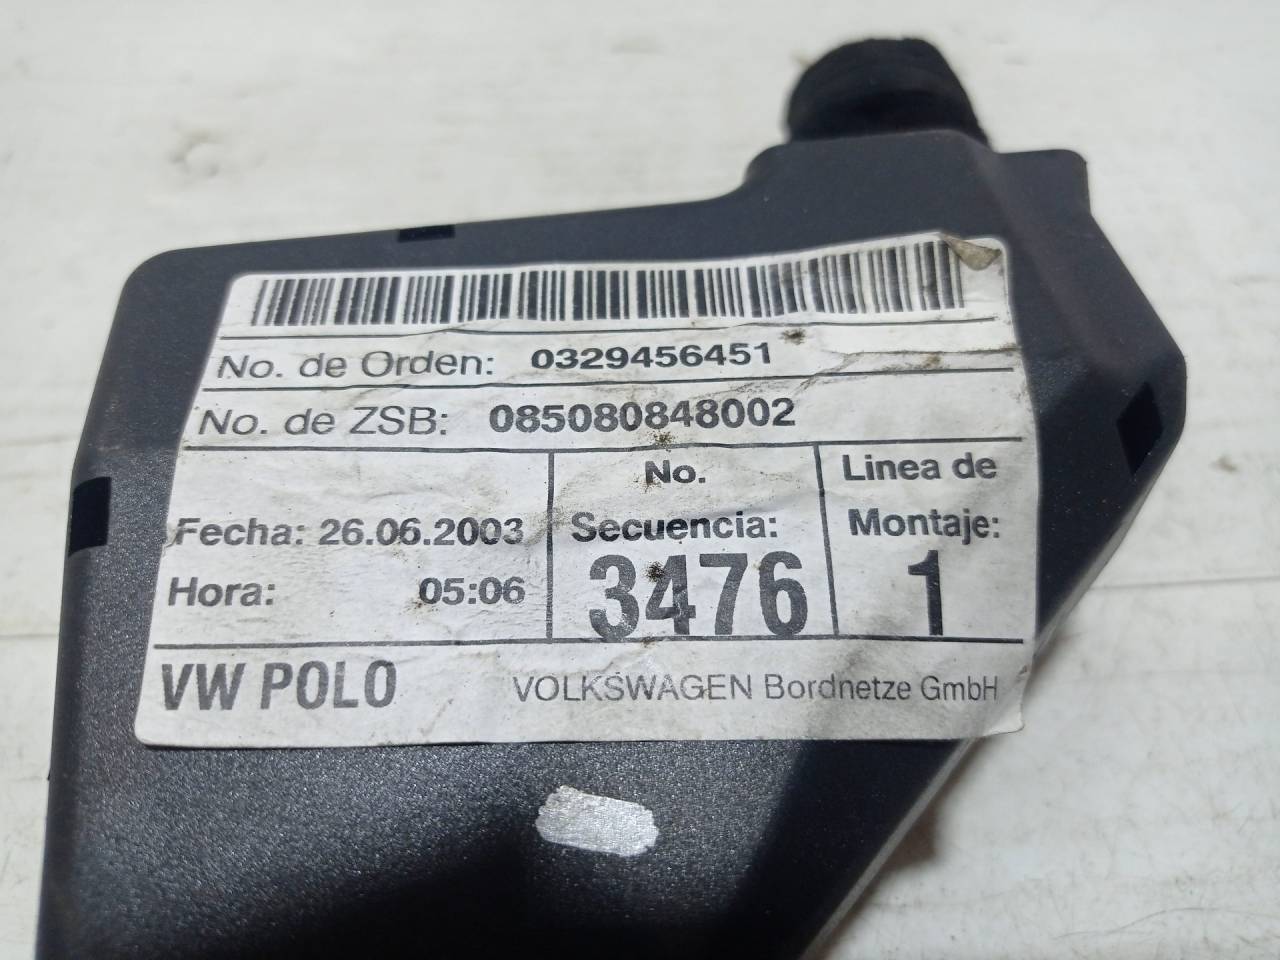 No. de Orden: 0329456451
No. de ZSB: 085080848002
Fecha: 26.06.2003
Hora: 05:06
No.
Secuencia:
3476
Linea de
Montaje:
1
VW POLO
VOLKSWAGEN Bordnetze GmbH